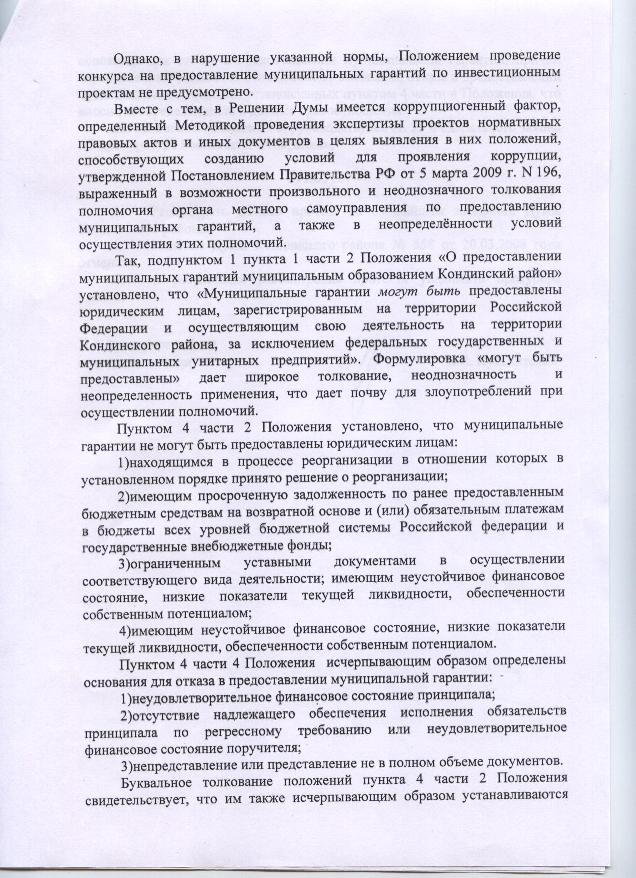 Однако, в нарушение указанной нормы, Положением проведение
конкурса на предоставление муниципальных гарантий по инвестиционным
проектам не предусмотрено.
Вместе с тем, в Решении Думы имеется коррупциогенный фактор,
определенный Методикой проведения экспертизы проектов нормативных
правовых актов и иных документов в целях выявления в них положений,
способствующих созданию условий для проявления коррупции,
утвержденной Постановлением Правительства РФ от 5 марта 2009 г. N 196,
выраженный в возможности произвольного и неоднозначного толкования
полномочия органа местного самоуправления по предоставлению
муниципальных гарантий, а также в неопределённости условий
осуществления этих полномочий.
Так, подпунктом 1 пункта 1 части 2 Положения «О предоставлении
муниципальных гарантий муниципальным образованием Кондинский район»
установлено, что «Муниципальные гарантии могут быть предоставлены
юридическим лицам, зарегистрированным на территории Российской
Федерации и осуществляющим свою деятельность на территории
Кондинского района, за исключением федеральных государственных и
муниципальных унитарных предприятий». Формулировка «могут быть
предоставлены» дает широкое толкование, неоднозначность и
неопределенность применения, что дает почву для злоупотреблений при
осуществлении полномочий.
Пунктом 4 части 2 Положения установлено, что муниципальные
гарантии не могут быть предоставлены юридическим лицам:
1)находящимся в процессе реорганизации в отношении которых в
установленном порядке принято решение о реорганизации;
2)имеющим просроченную задолженность по ранее предоставленным
бюджетным средствам на возвратной основе и (или) обязательным платежам
в бюджеты всех уровней бюджетной системы Российской федерации и
государственные внебюджетные фонды;
3)ограниченным уставными документами в осуществлении
соответствующего вида деятельности; имеющим неустойчивое финансовое
состояние, низкие показатели текущей ликвидности, обеспеченности
собственным потенциалом;
4)имеющим неустойчивое финансовое состояние, низкие показатели
текущей ликвидности, обеспеченности собственным потенциалом.
Пунктом 4 части 4 Положения исчерпывающим образом определены
основания для отказа в предоставлении муниципальной гарантии:
1)неудовлетворительное финансовое состояние принципала;
2)отсутствие надлежащего обеспечения исполнения обязательств
принципала по регрессному требованию или неудовлетворительное
финансовое состояние поручителя;
3)непредставление или представление не в полном объеме документов.
Буквальное толкование положений пункта 4 части 2 Положения
свидетельствует, что им также исчерпывающим образом устанавливаются